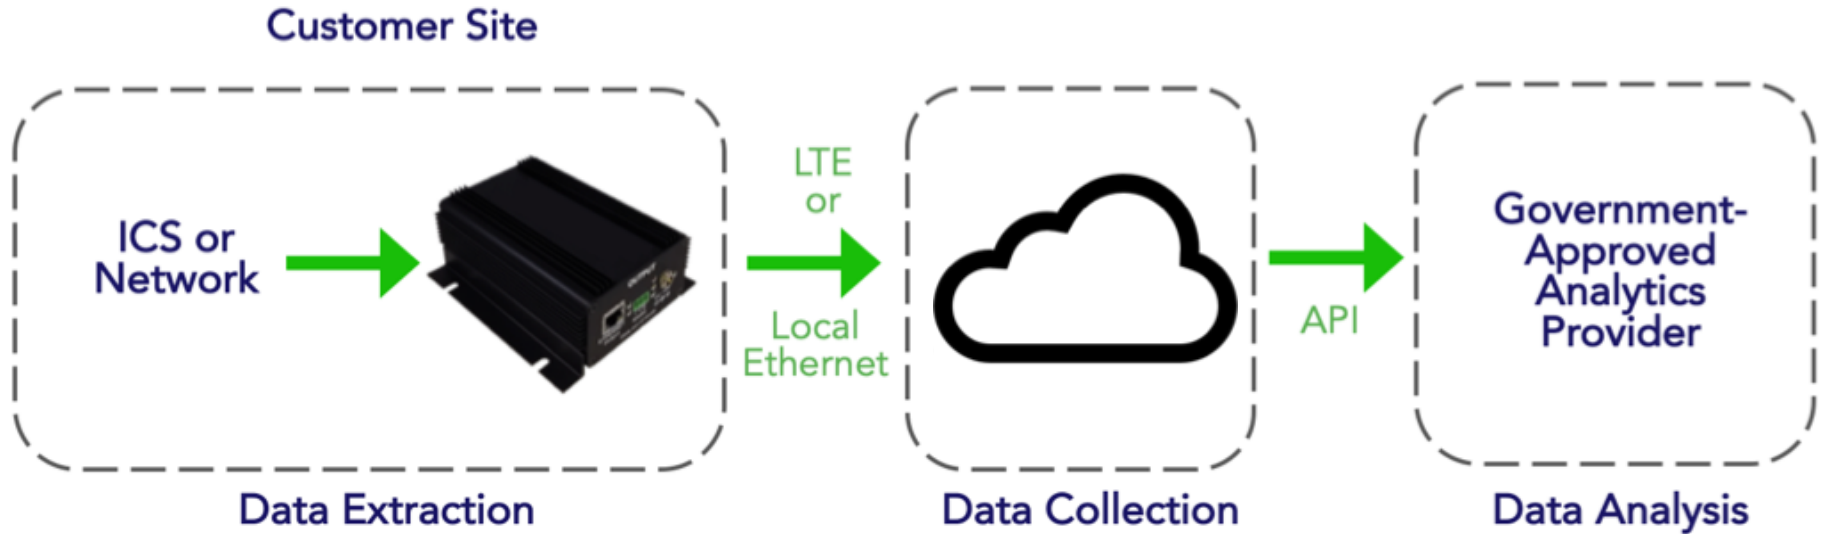 Customer Site
ICS or
Network
OUTPUT
LTE
or
Local
Ethernet
API
Government-
Approved
Analytics
Provider
Data Extraction
Data Collection
Data Analysis